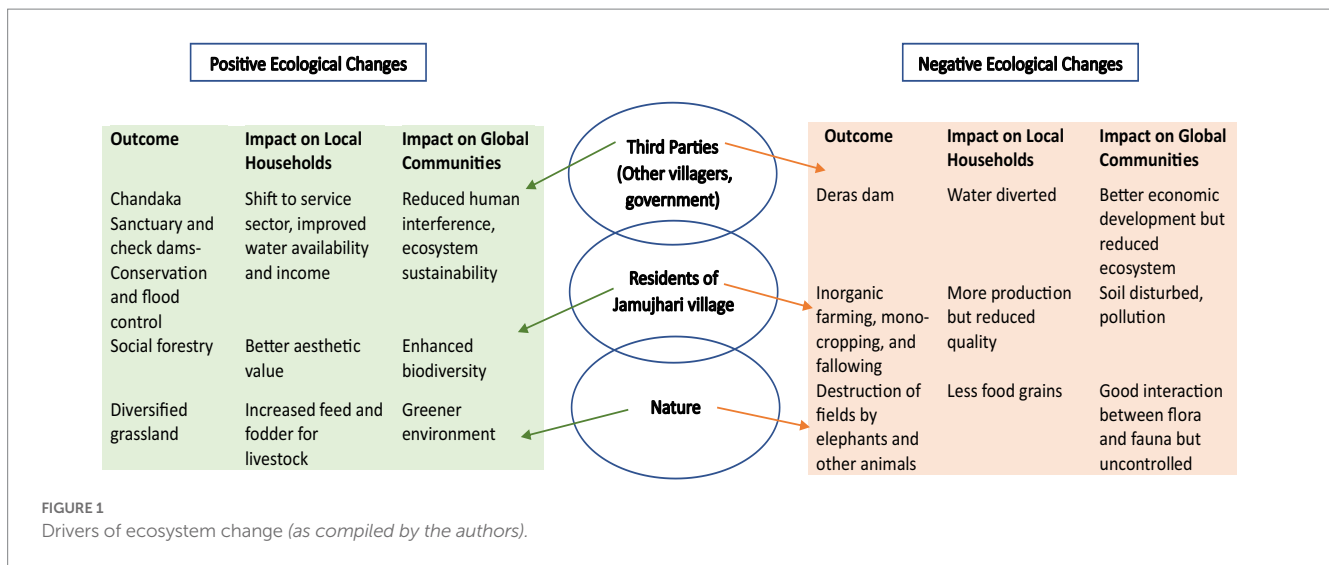 Positive Ecological Changes
Outcome
Impact on Local
Households
Impact on Global
Communities
Chandaka
Sanctuary and
check dams-
Conservation
and flood
control
Shift to service
sector, improved
water availability
and income
Reduced human
interference,
ecosystem
sustainability
Social forestry
Better aesthetic
value
Enhanced
biodiversity
Diversified
grassland
Increased feed and
fodder for
livestock
Greener
environment
Third Parties
(Other villagers,
government)
Residents of
Jamujhari village
Nature
Negative Ecological Changes
Outcome
Impact on Local
Households
Impact on Global
Communities
Deras dam
Water diverted
Better economic
development but
reduced
ecosystem
Inorganic
farming, mono-
cropping, and
fallowing
More production
but reduced
quality
Soil disturbed,
pollution
Destruction of
fields by
elephants and
other animals
Less food grains
Good interaction
between flora
and fauna but
uncontrolled
FIGURE 1
Drivers of ecosystem change (as compiled by the authors).